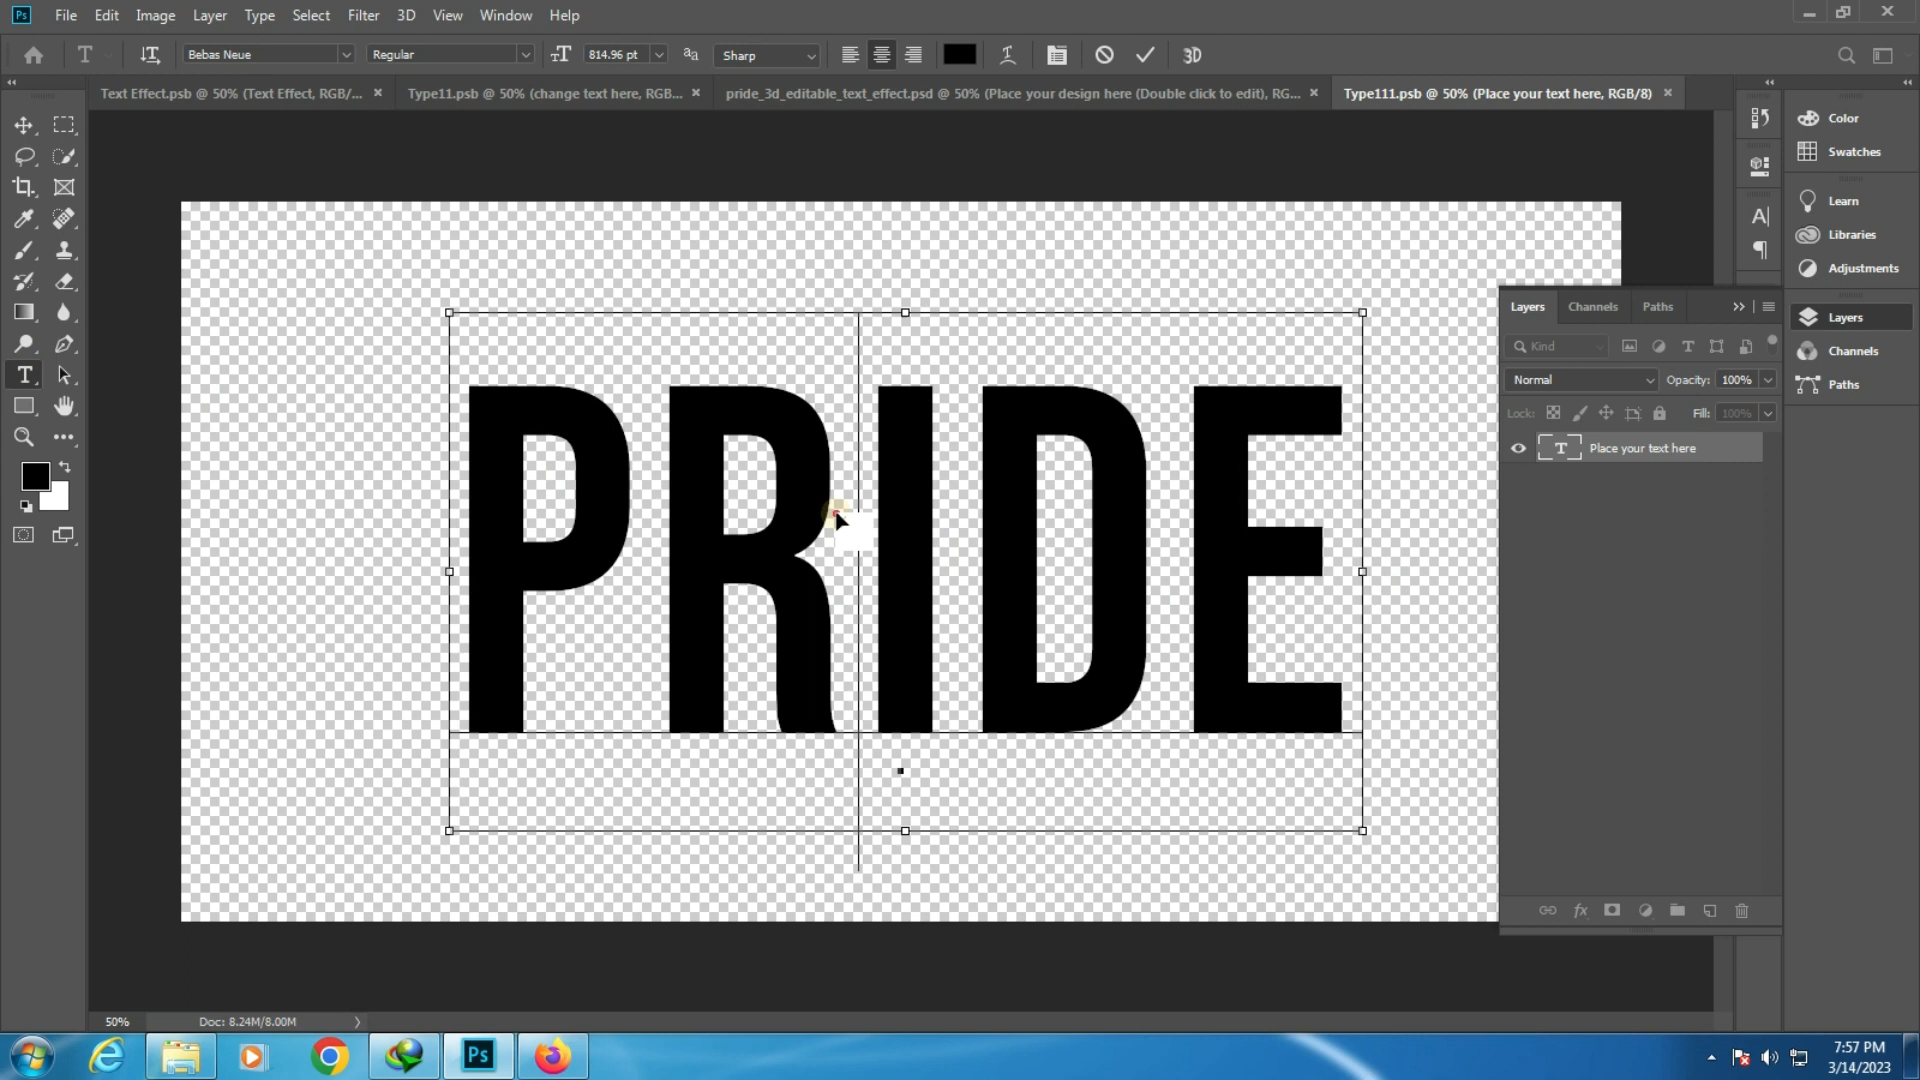 Ps File Edit Image Layer Type Select Filter 3D View Window Help
T Bebas Neue Regular 814.96 pt Sharp 3D
Text Effect.psb @ 50% (Text Effect, RGB/... × Type11.psb @ 50% (change text here, RGB... × pride_3d_editable_text_effect.psd @ 50% (Place your design here (Double click to edit), RG... × Type111.psb @ 50% (Place your text here, RGB/8) ×
Color
Swatches
Learn
Libraries
Adjustments
Layers
Channels
Paths
Layers Channels Paths
Kind
Normal Opacity: 100%
Lock: Fill: 100%
T Place your text here
fx
PRIDE
50% Doc: 8.24M/8.00M
Ps
7:57 PM
3/14/2023